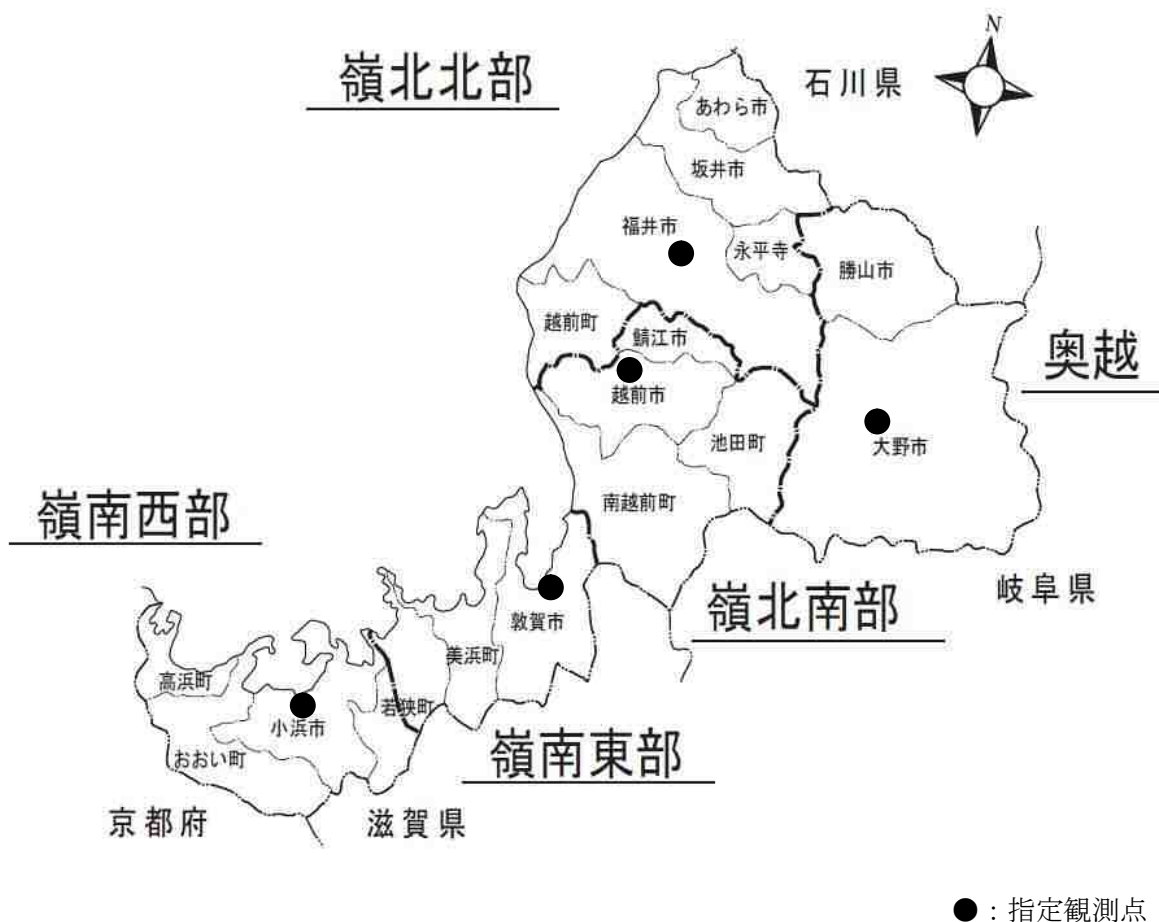 N
嶺北北部
石川県
あわら市
坂井市
福井市
永平寺
勝山市
越前町
鯖江市
奥越
越前市
池田町
大野市
嶺南西部
南越前町
岐阜県
嶺北南部
敦賀市
美浜町
高浜町
若狭町
小浜市
おおい町
嶺南東部
京都府
滋賀県
●:指定観測点